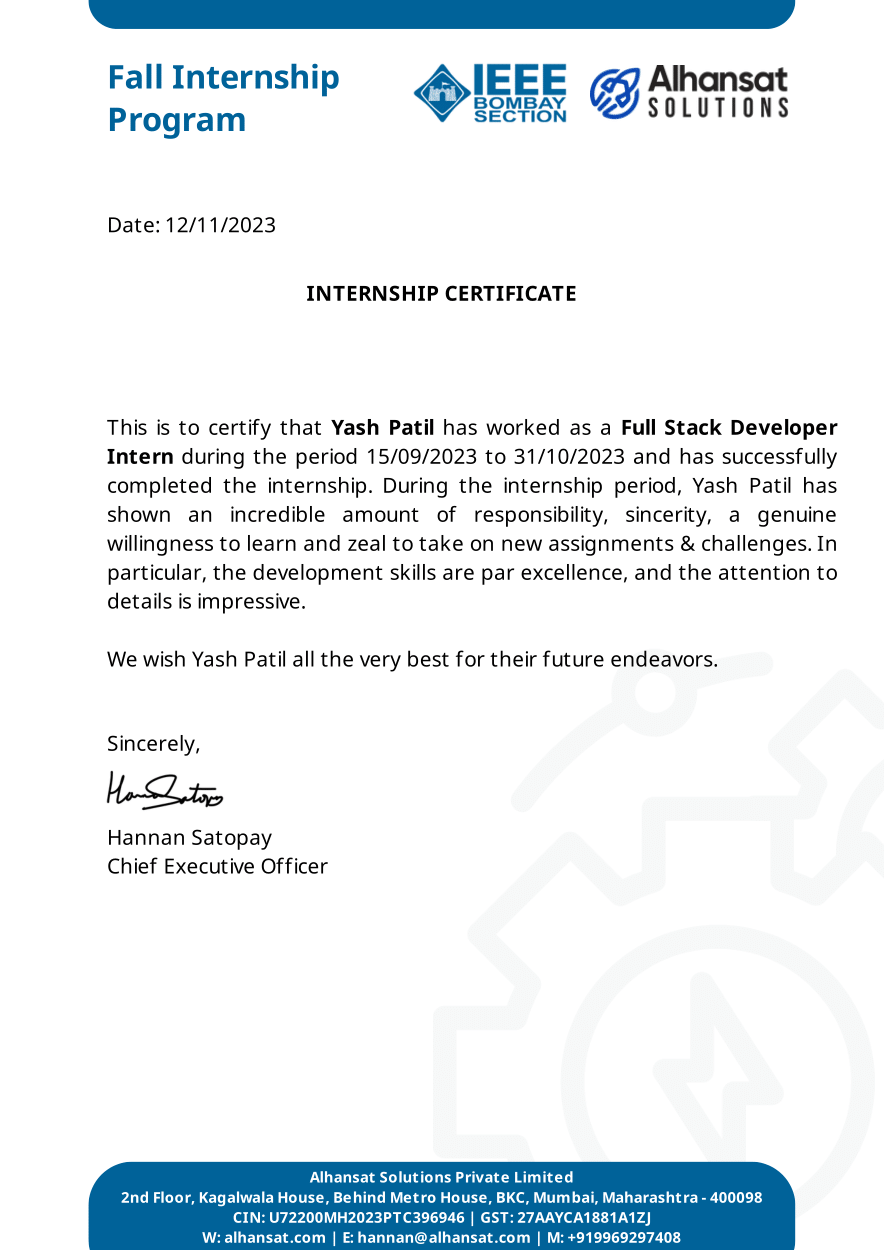 Fall Internship
Program
IEEE
BOMBAY
SECTION
Alhansat
SOLUTIONS
Date: 12/11/2023
INTERNSHIP CERTIFICATE
This is to certify that Yash Patil has worked as a Full Stack Developer
Intern during the period 15/09/2023 to 31/10/2023 and has successfully
completed the internship. During the internship period, Yash Patil has
shown an incredible amount of responsibility, sincerity, a genuine
willingness to learn and zeal to take on new assignments & challenges. In
particular, the development skills are par excellence, and the attention to
details is impressive.
We wish Yash Patil all the very best for their future endeavors.
Sincerely,
Hannan Satopay
Chief Executive Officer
Alhansat Solutions Private Limited
2nd Floor, Kagalwala House, Behind Metro House, BKC, Mumbai, Maharashtra - 400098
CIN: U72200MH2023PTC396946 | GST: 27AAYCA1881A1ZJ
W: alhansat.com | E: hannan@alhansat.com | M: +919969297408